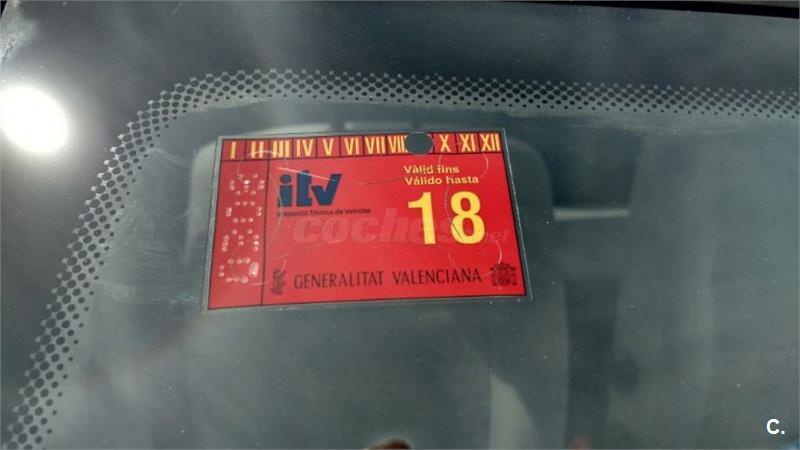 I II III IV V VI VII VIII X XI XII
itv
Inspecció Tècnica de Vehicles
Vàlid fins
Válido hasta
18
coches.net
GENERALITAT VALENCIANA
C.